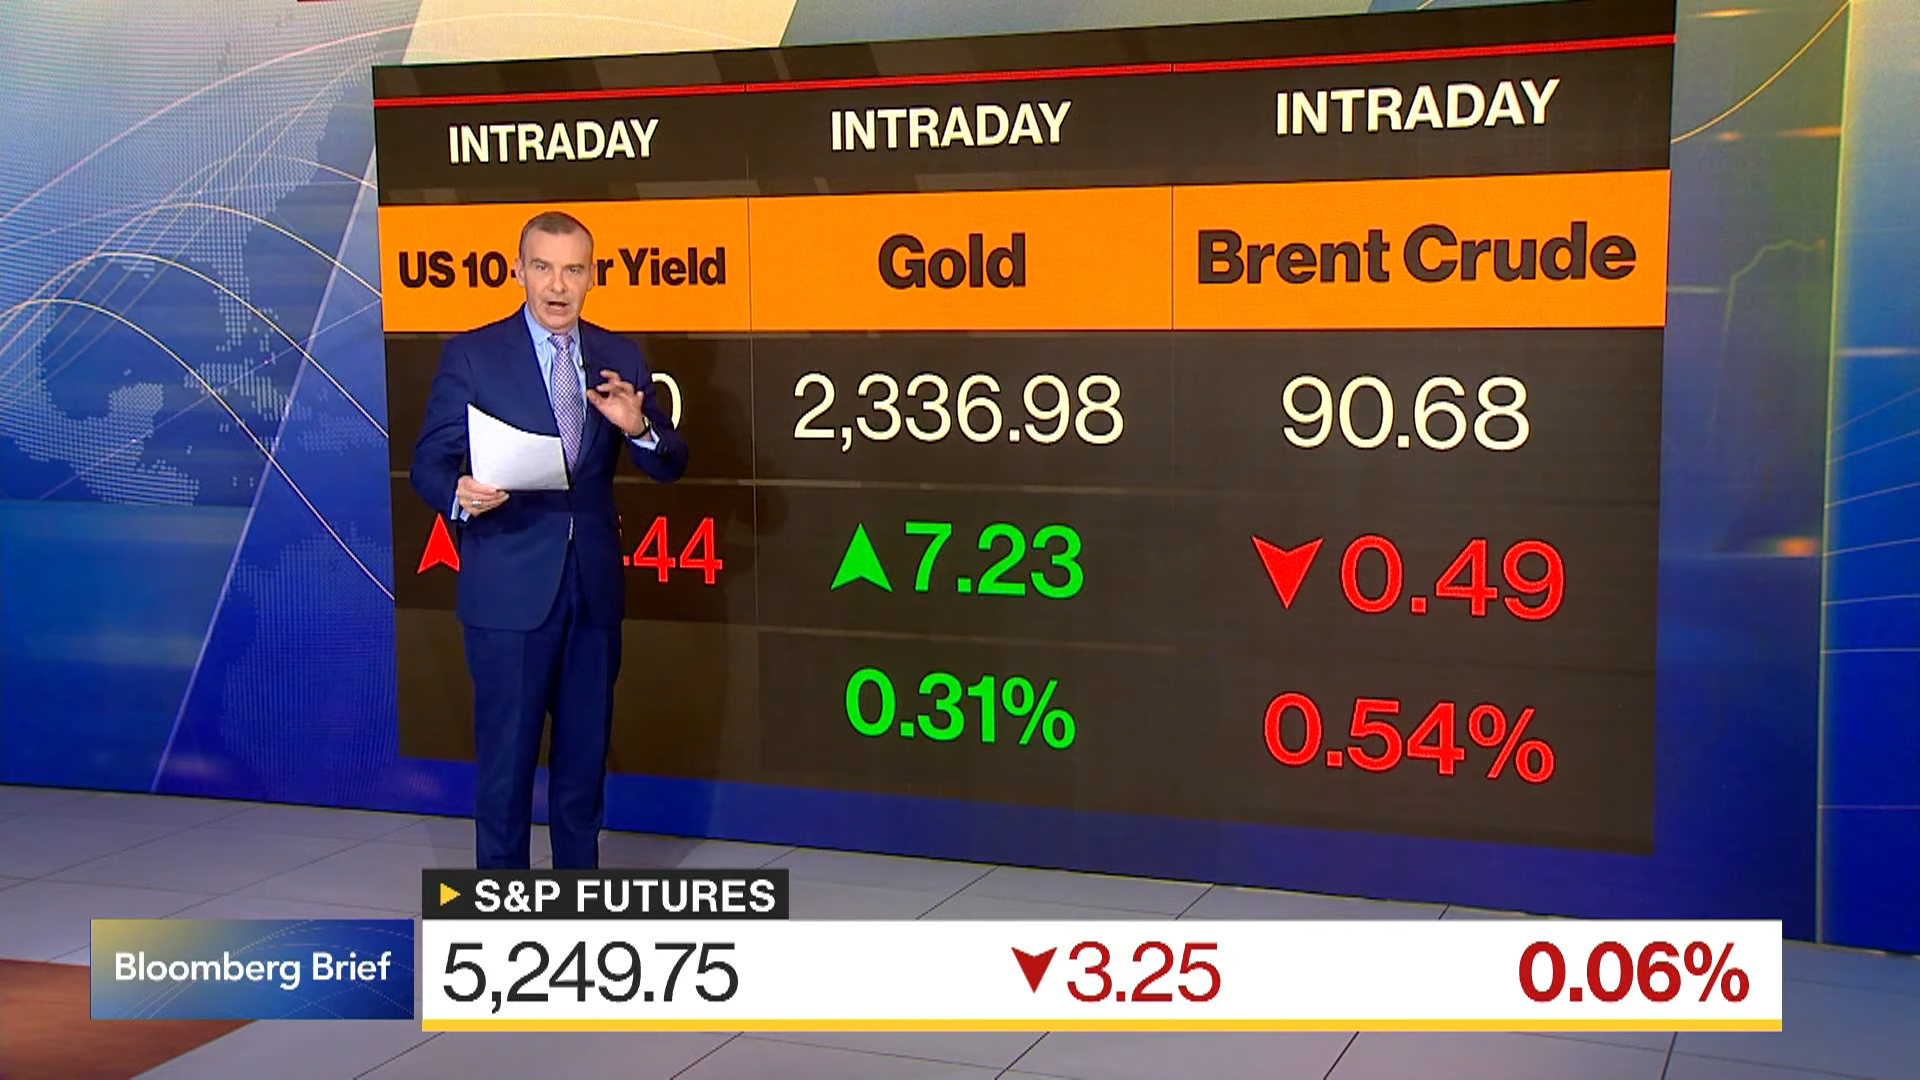 INTRADAY
INTRADAY
INTRADAY
US 10- r Yield
Gold
Brent Crude
0
2,336.98
90.68
▲ .44
▲7.23
▼0.49
0.31%
0.54%
▶ S&P FUTURES
Bloomberg Brief
5,249.75
▼3.25
0.06%